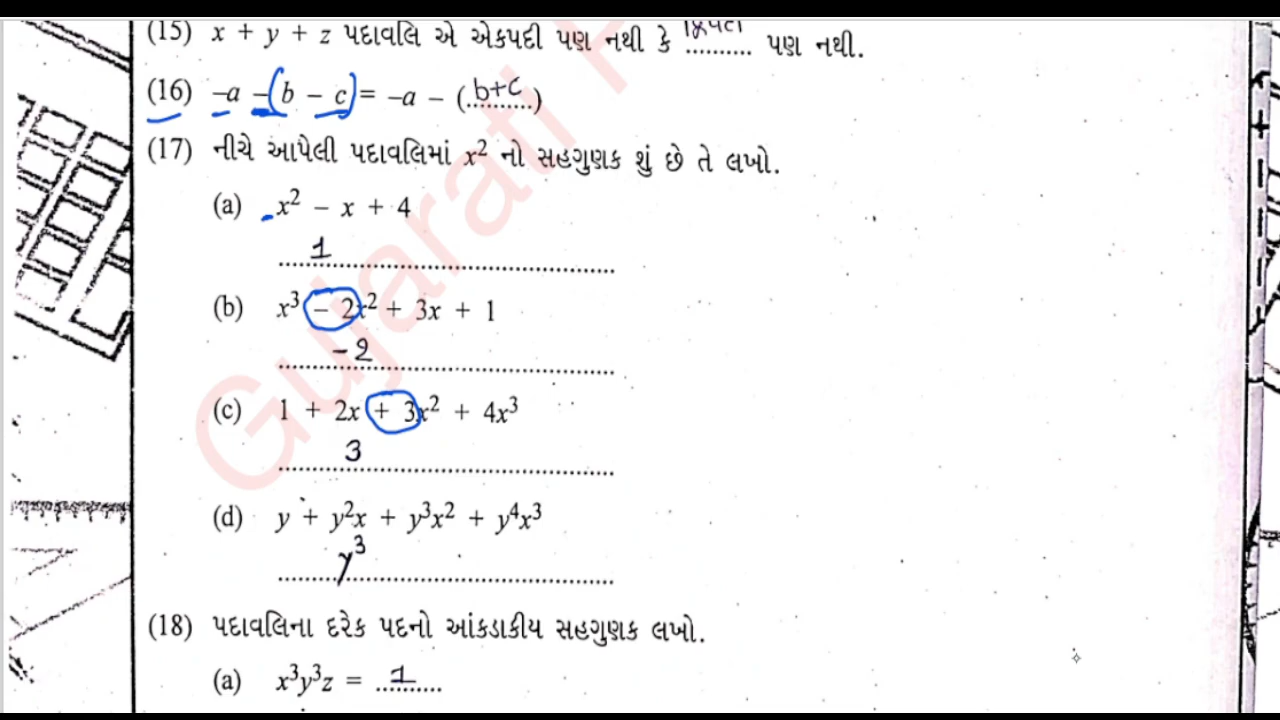 (15) x + y + z પદાવલિ એ એકપદી પણ નથી કે .......... પણ નથી.
(16) –a –(b – c) = –a – (b+c)
(17) નીચે આપેલી પદાવલિમાં x² નો સહગુણક શું છે તે લખો.
(a) x² – x + 4
1
(b) x³ – 2x² + 3x + 1
-2
(c) 1 + 2x + 3x² + 4x³
3
(d) y + y²x + y³x² + y⁴x³
y³
(18) પદાવલિના દરેક પદનો આંકડાકીય સહગુણક લખો.
(a) x³y³z = 1
Gujarati